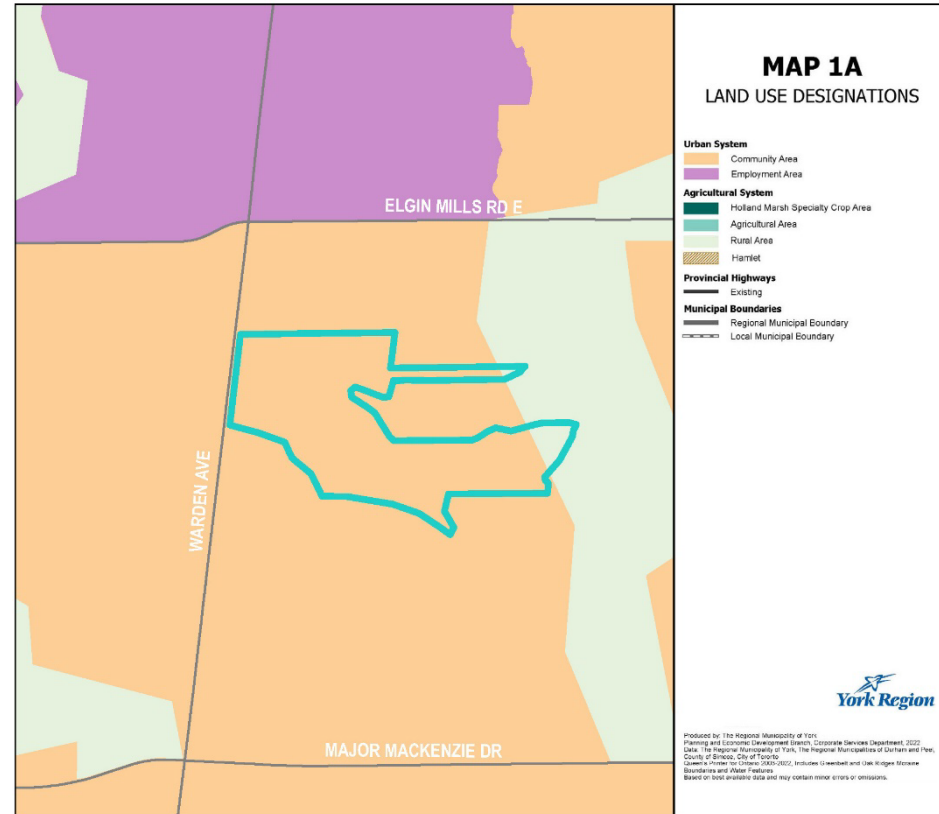 MAP 1A
LAND USE DESIGNATIONS
Urban System
Community Area
Employment Area
Agricultural System
Holland Marsh Specialty Crop Area
Agricultural Area
Rural Area
Hamlet
Provincial Highways
Existing
Municipal Boundaries
Regional Municipal Boundary
Local Municipal Boundary
ELGIN MILLS RD E
WARDEN AVE
MAJOR MACKENZIE DR
York Region
Produced by: The Regional Municipality of York
Planning and Economic Development Branch, Corporate Services Department, 2022
Data: The Regional Municipality of York, The Regional Municipalities of Durham and Peel,
County of Simcoe, City of Toronto
Queen's Printer for Ontario 2003-2022, Includes Greenbelt and Oak Ridges Moraine
Boundaries and Water Features
Based on best available data and may contain minor errors or omissions.